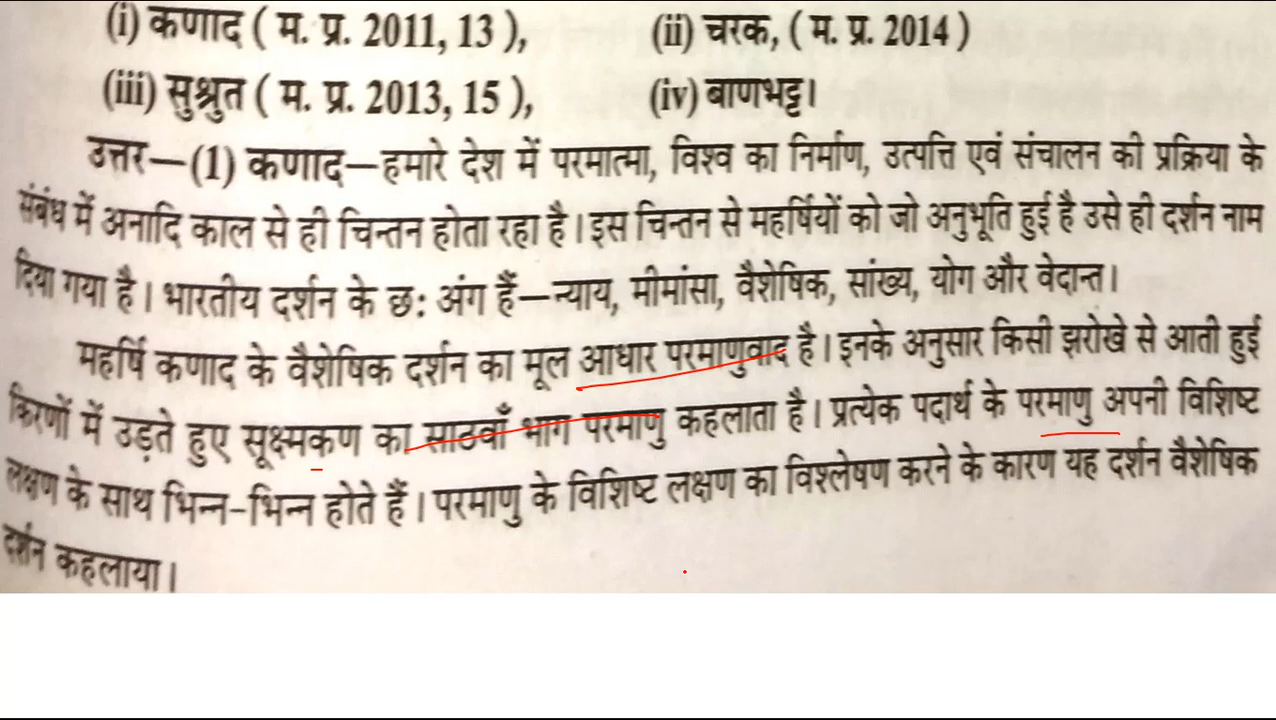 (i) कणाद ( म. प्र. 2011, 13 ), (ii) चरक, ( म. प्र. 2014 )
(iii) सुश्रुत ( म. प्र. 2013, 15 ), (iv) बाणभट्ट।
उत्तर—(1) कणाद—हमारे देश में परमात्मा, विश्व का निर्माण, उत्पत्ति एवं संचालन की प्रक्रिया के
संबंध में अनादि काल से ही चिन्तन होता रहा है। इस चिन्तन से महर्षियों को जो अनुभूति हुई है उसे ही दर्शन नाम
दिया गया है। भारतीय दर्शन के छः अंग हैं—न्याय, मीमांसा, वैशेषिक, सांख्य, योग और वेदान्त।
महर्षि कणाद के वैशेषिक दर्शन का मूल आधार परमाणुवाद है। इनके अनुसार किसी झरोखे से आती हुई
किरणों में उड़ते हुए सूक्ष्मकण का साठवाँ भाग परमाणु कहलाता है। प्रत्येक पदार्थ के परमाणु अपनी विशिष्ट
लक्षण के साथ भिन्न-भिन्न होते हैं। परमाणु के विशिष्ट लक्षण का विश्लेषण करने के कारण यह दर्शन वैशेषिक
दर्शन कहलाया।